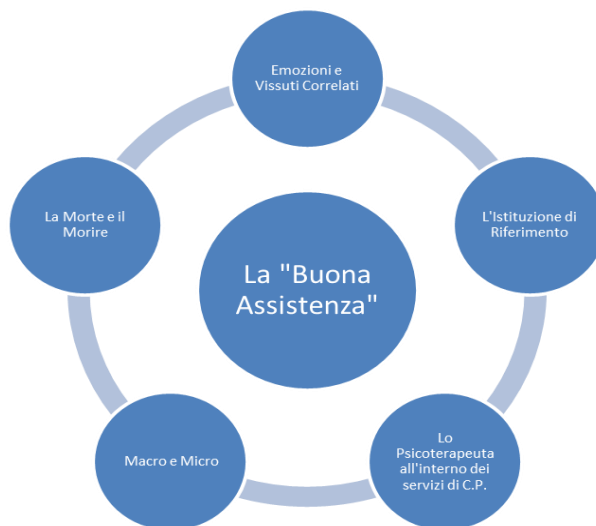 Emozioni e
Vissuti Correlati
L'Istituzione di
Riferimento
Lo
Psicoterapeuta
all'interno dei
servizi di C.P.
Macro e Micro
La Morte e il
Morire
La "Buona
Assistenza"